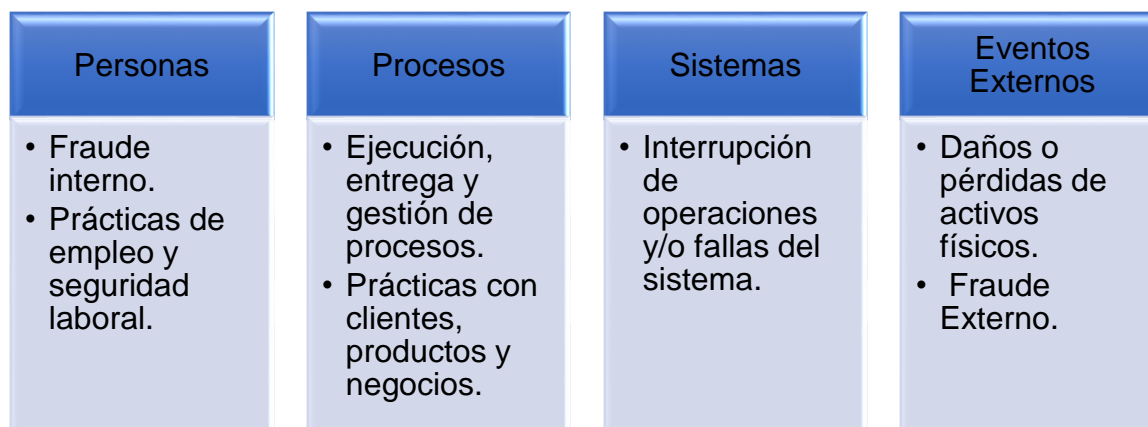 Personas
• Fraude
interno.
• Prácticas de
empleo y
seguridad
laboral.
Procesos
• Ejecución,
entrega y
gestión de
procesos.
• Prácticas con
clientes,
productos y
negocios.
Sistemas
• Interrupción
de
operaciones
y/o fallas del
sistema.
Eventos
Externos
• Daños o
pérdidas de
activos
físicos.
• Fraude
Externo.